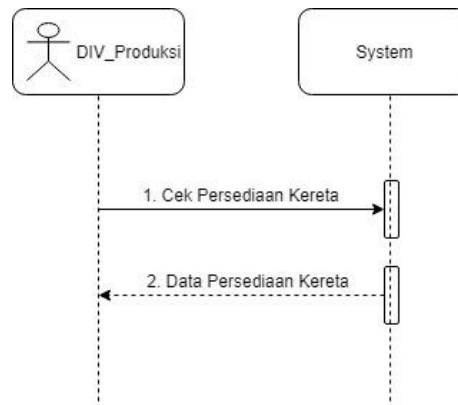 DIV_Produksi
System
1. Cek Persediaan Kereta
2. Data Persediaan Kereta